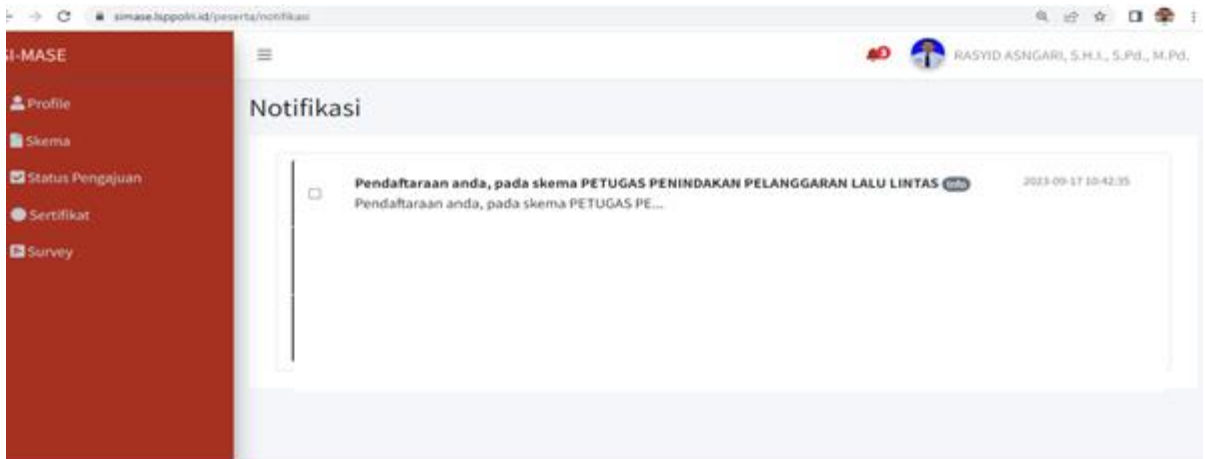 simase.lsppolri.id/peserta/notifikasi
SI-MASE
RASYID ASNGARI, S.H.I., S.Pd., M.Pd.
Profile
Skema
Status Pengajuan
Sertifikat
Survey
Notifikasi
Pendaftaraan anda, pada skema PETUGAS PENINDAKAN PELANGGARAN LALU LINTAS Info
2023-09-17 10:42:35
Pendaftaraan anda, pada skema PETUGAS PE...